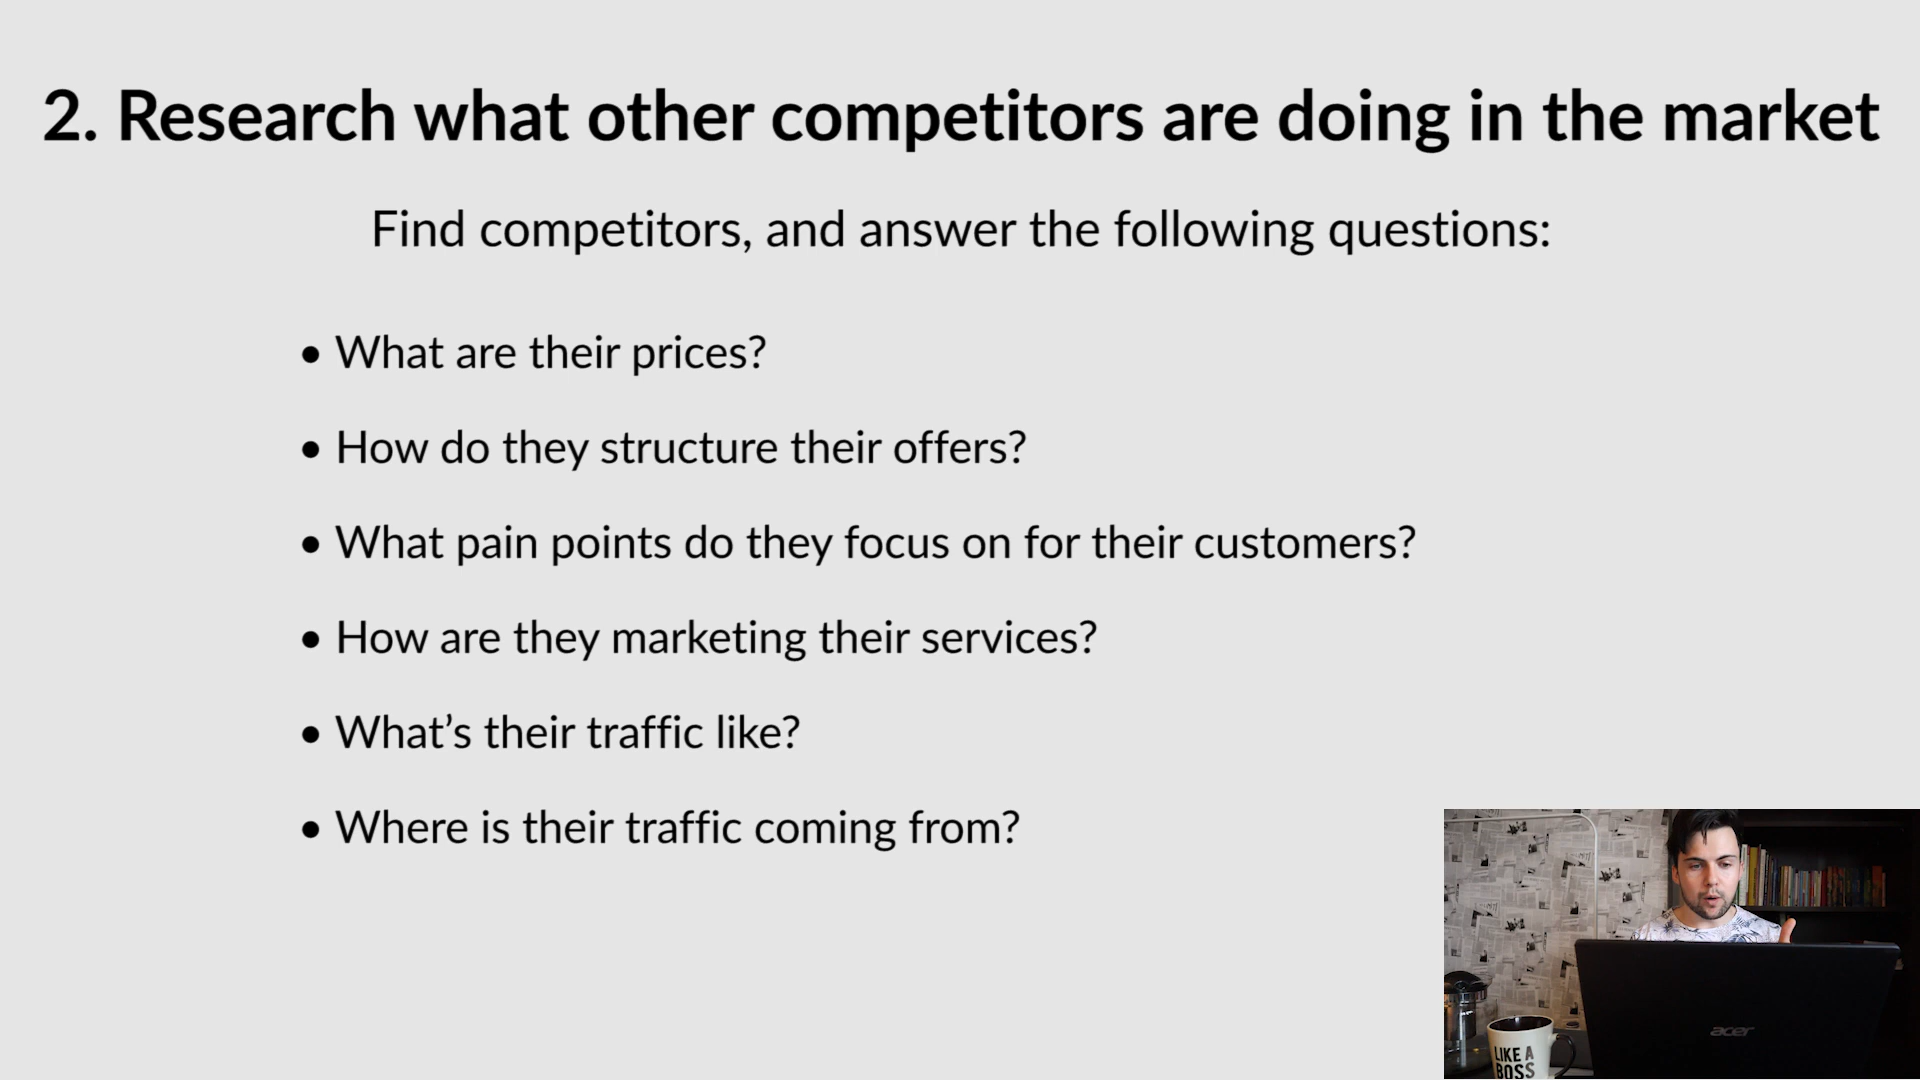 2. Research what other competitors are doing in the market
Find competitors, and answer the following questions:
• What are their prices?
• How do they structure their offers?
• What pain points do they focus on for their customers?
• How are they marketing their services?
• What’s their traffic like?
• Where is their traffic coming from?
acer
LIKE A
BOSS